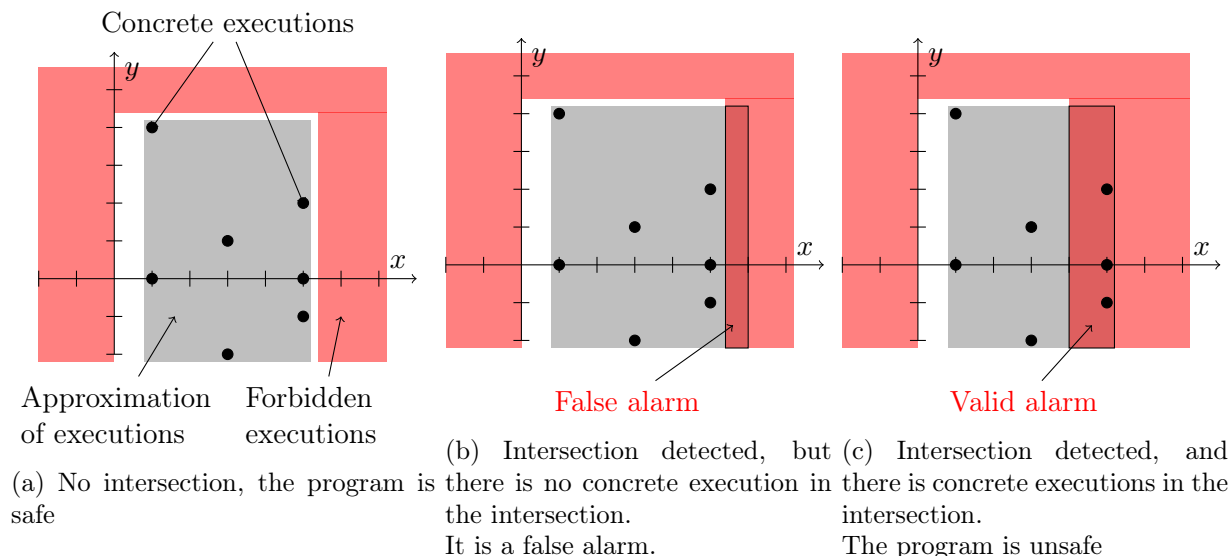 Concrete executions
y
x
Approximation
of executions
Forbidden
executions
(a) No intersection, the program is
safe
y
x
False alarm
(b) Intersection detected, but
there is no concrete execution in
the intersection.
It is a false alarm.
y
x
Valid alarm
(c) Intersection detected, and
there is concrete executions in the
intersection.
The program is unsafe